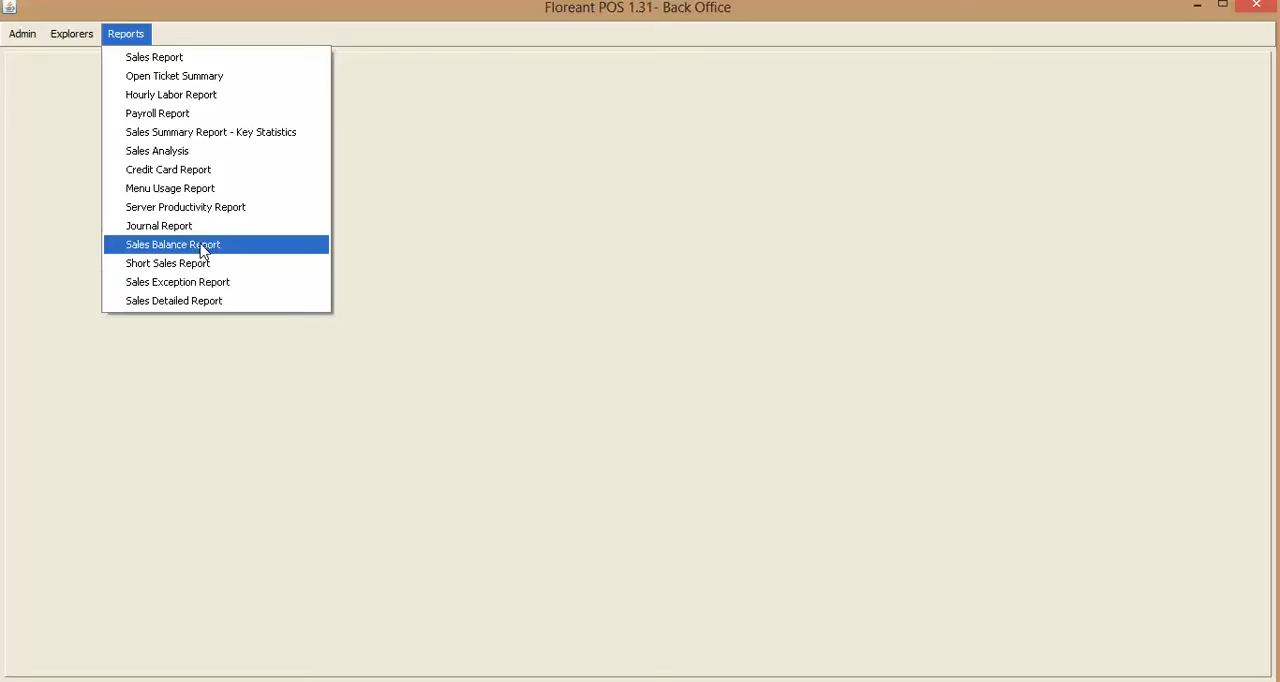 Floreant POS 1.31- Back Office
Admin Explorers Reports
Sales Report
Open Ticket Summary
Hourly Labor Report
Payroll Report
Sales Summary Report - Key Statistics
Sales Analysis
Credit Card Report
Menu Usage Report
Server Productivity Report
Journal Report
Sales Balance Report
Short Sales Report
Sales Exception Report
Sales Detailed Report